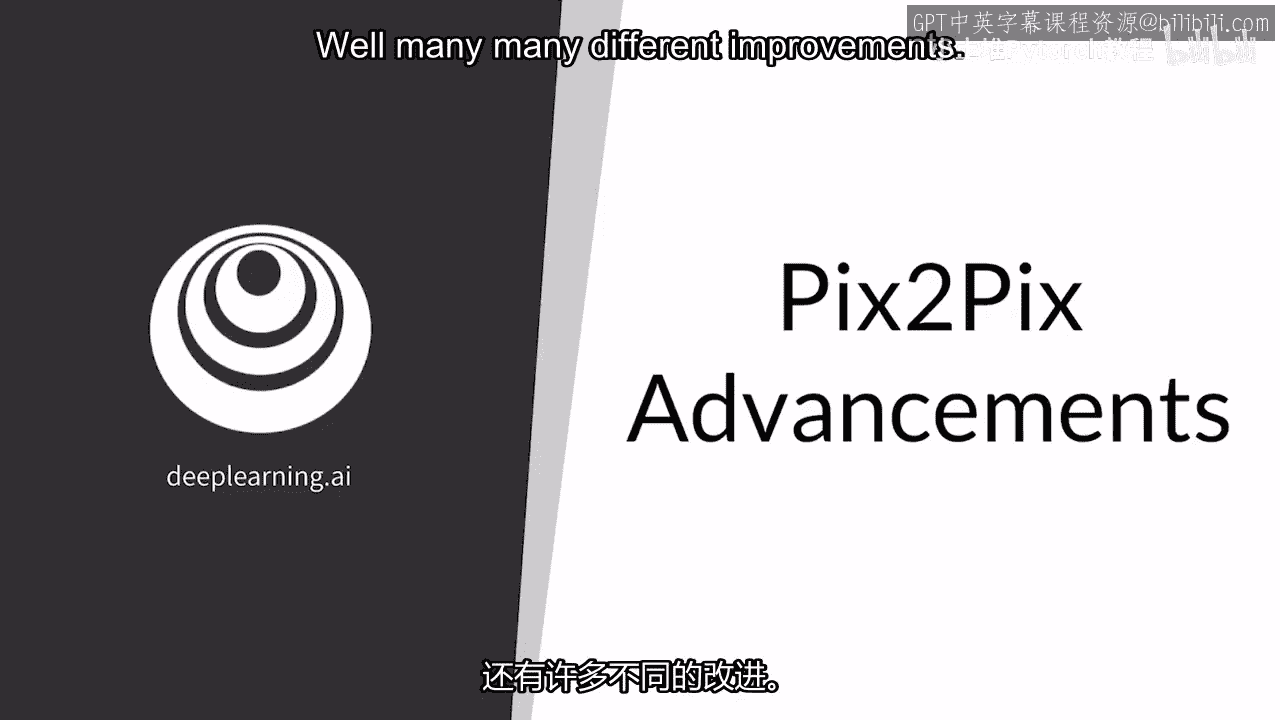 GPT中英字幕课程资源@bilibili.com
Well many many different improvements.
Pix2Pix
Advancements
deeplearning.ai
还有许多不同的改进。